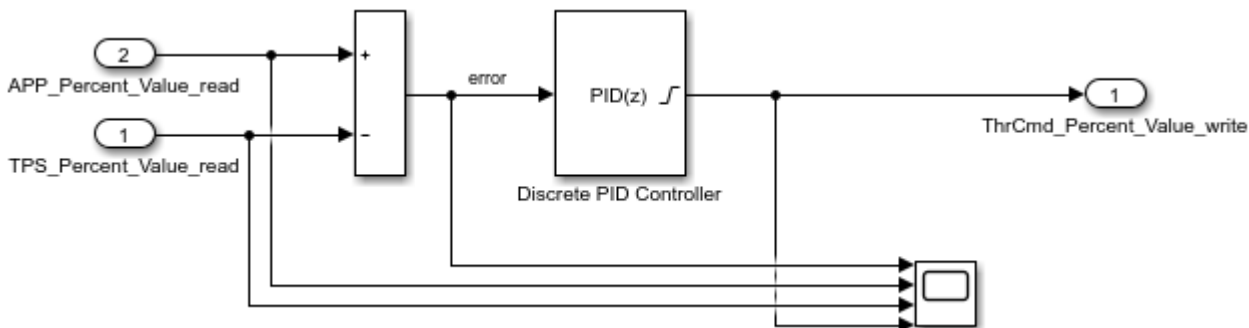 2
APP_Percent_Value_read
+
error
PID(z)
1
ThrCmd_Percent_Value_write
1
−
TPS_Percent_Value_read
Discrete PID Controller